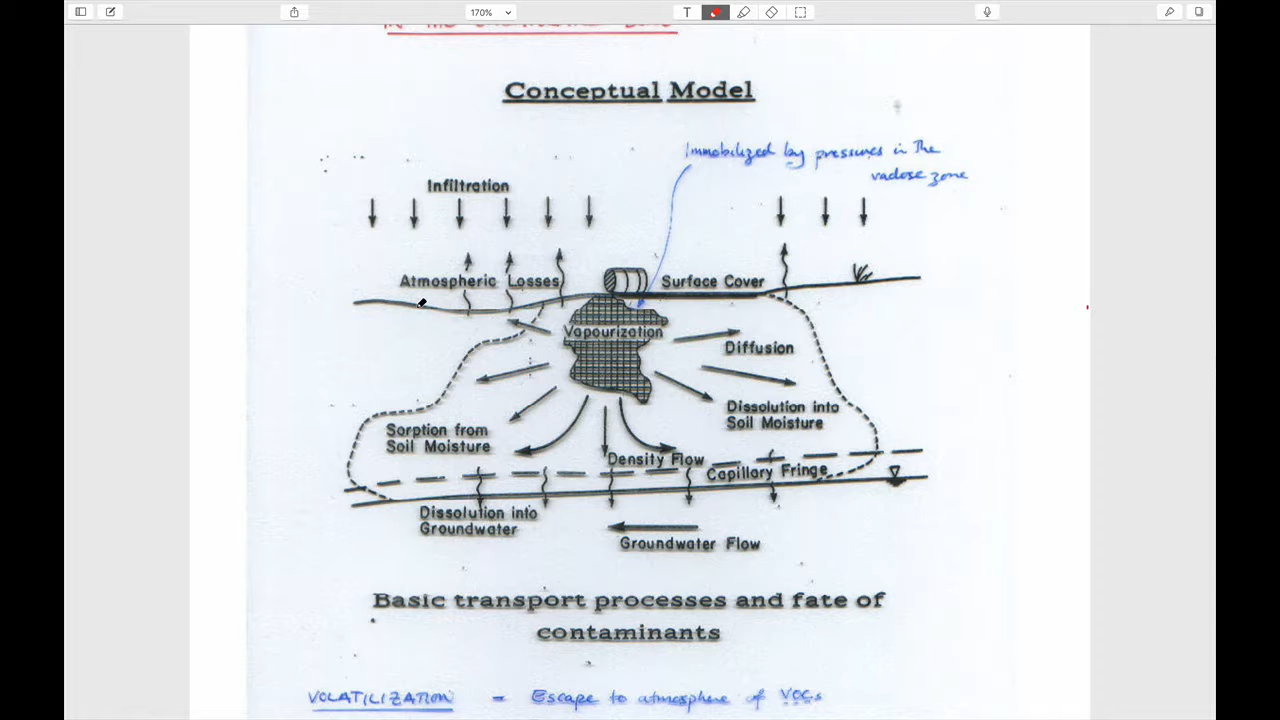 170%
T
Conceptual Model
Immobilized by pressures in the
vadose zone
Infiltration
Atmospheric Losses
Surface Cover
Vapourization
Diffusion
Dissolution into
Soil Moisture
Sorption from
Soil Moisture
Density Flow
Capillary Fringe
Dissolution into
Groundwater
Groundwater Flow
Basic transport processes and fate of
contaminants
VOLATILIZATION = Escape to atmosphere of VOCs